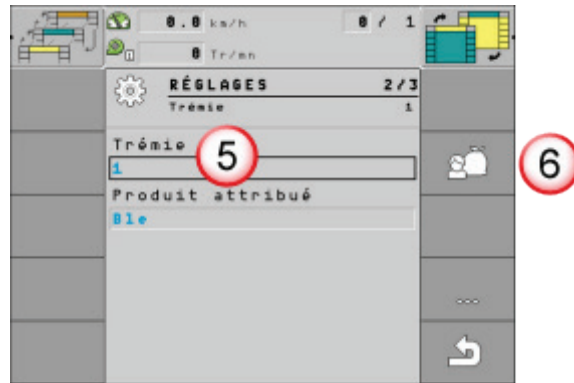 0.0 km/h
0 / 1
1
0 Tr/mn
RÉGLAGES 2/3
Trémie 1
Trémie
5
1
6
Produit attribué
Ble
...